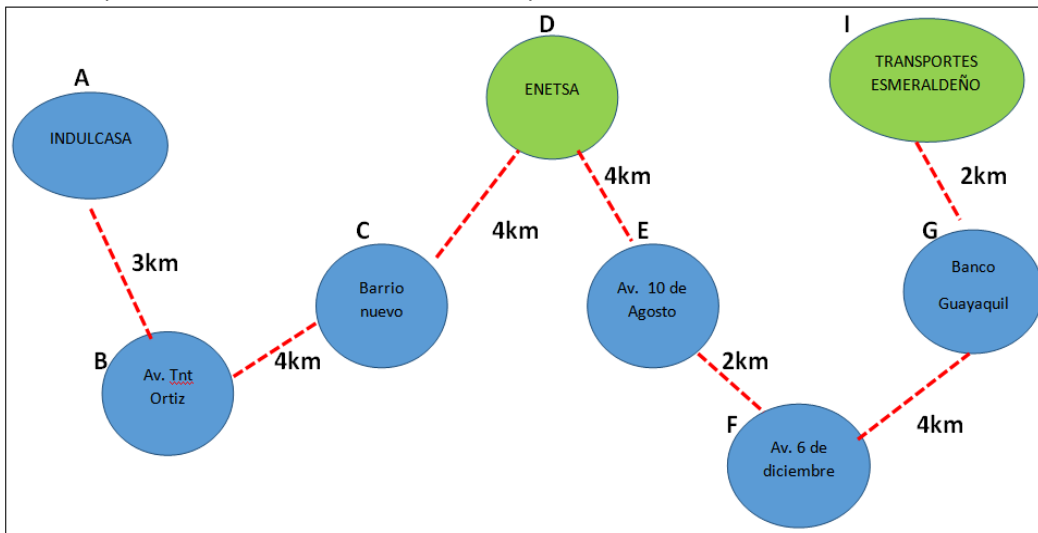 D
I
TRANSPORTES
ESMERALDEÑO
A
ENETSA
INDULCASA
4km
2km
4km
C
E
G
3km
Barrio
nuevo
Av. 10 de
Agosto
Banco
Guayaquil
B
4km
Av. Tnt
Ortiz
2km
F
4km
Av. 6 de
diciembre